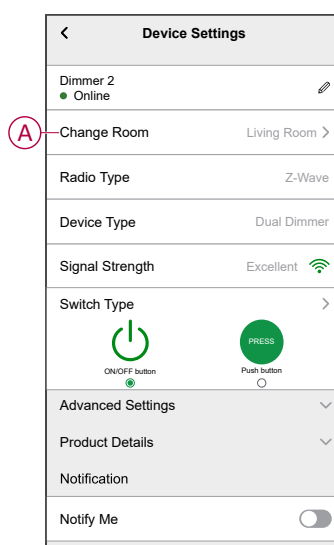 Device Settings
Dimmer 2
Online
A
Change Room Living Room
Radio Type Z-Wave
Device Type Dual Dimmer
Signal Strength Excellent
Switch Type
PRESS
ON/OFF button Push button
Advanced Settings
Product Details
Notification
Notify Me